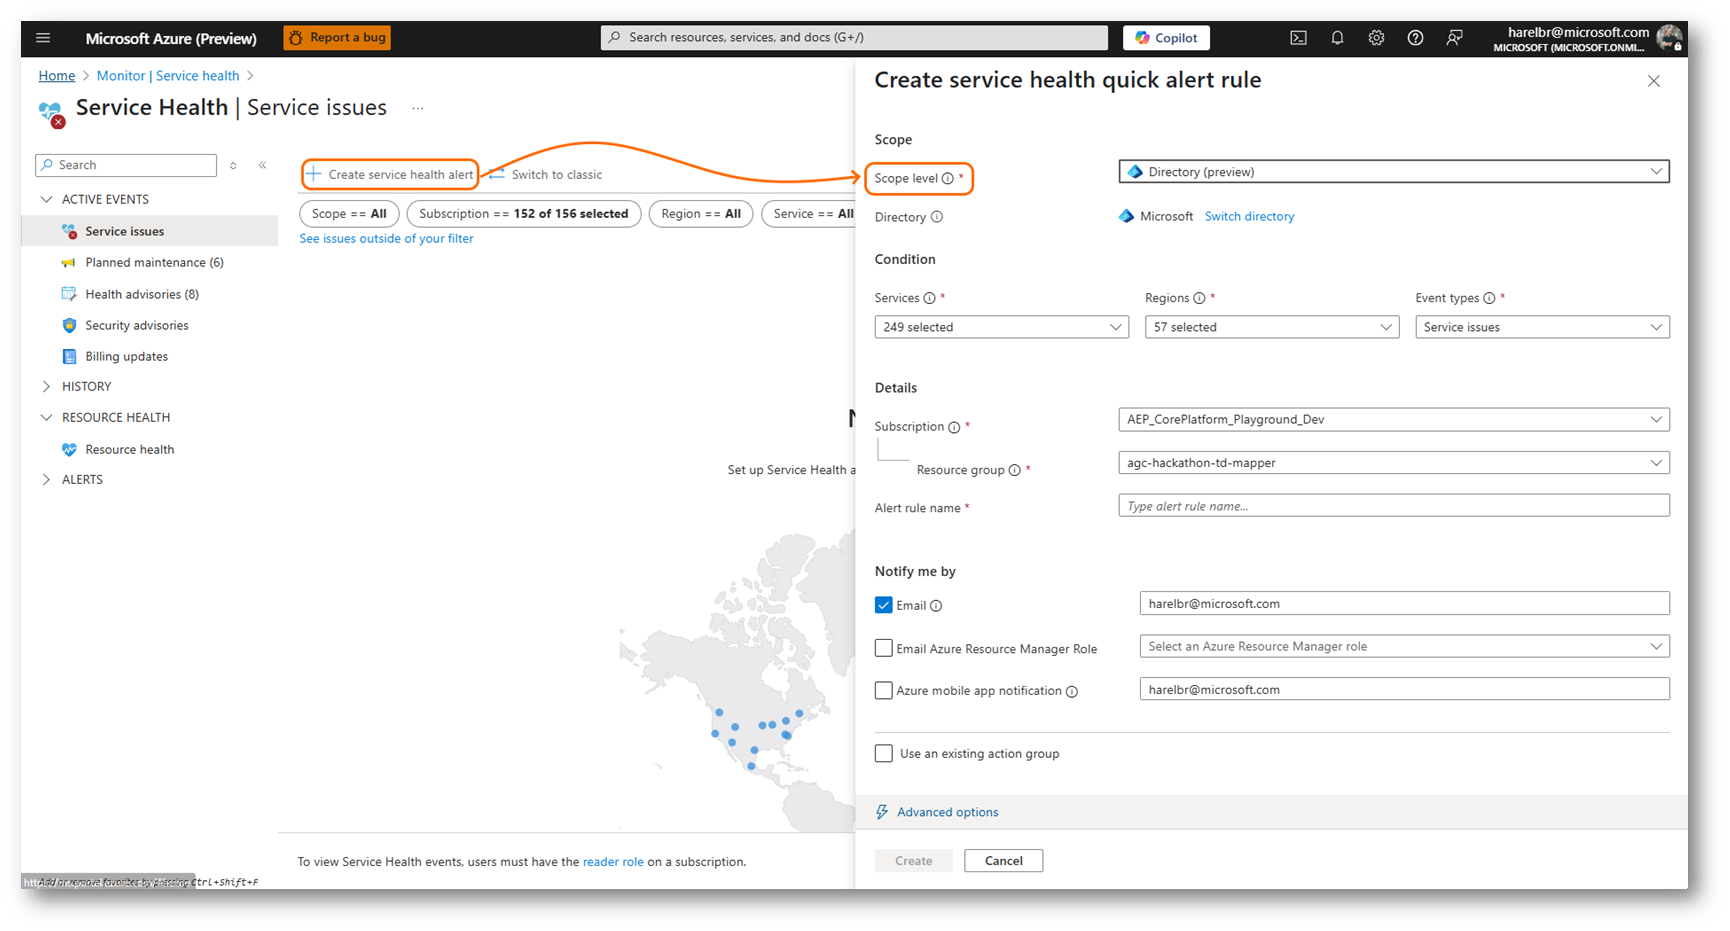 Microsoft Azure (Preview)
Report a bug
Search resources, services, and docs (G+/)
Copilot
harelbr@microsoft.com
MICROSOFT (MICROSOFT.ONMI...
Home > Monitor | Service health >
Service Health | Service issues ...
Search
ACTIVE EVENTS
Service issues
Planned maintenance (6)
Health advisories (8)
Security advisories
Billing updates
HISTORY
RESOURCE HEALTH
Resource health
ALERTS
Add or remove favorites by pressing Ctrl+Shift+F
Create service health alert
Switch to classic
Scope == All
Subscription == 152 of 156 selected
Region == All
Service == All
See issues outside of your filter
N
Set up Service Health a
To view Service Health events, users must have the reader role on a subscription.
Create service health quick alert rule
Scope
Scope level *
Directory (preview)
Directory
Microsoft Switch directory
Condition
Services *
Regions *
Event types *
249 selected
57 selected
Service issues
Details
Subscription *
AEP_CorePlatform_Playground_Dev
Resource group *
agc-hackathon-td-mapper
Alert rule name *
Type alert rule name...
Notify me by
Email
harelbr@microsoft.com
Email Azure Resource Manager Role
Select an Azure Resource Manager role
Azure mobile app notification
harelbr@microsoft.com
Use an existing action group
Advanced options
Create
Cancel